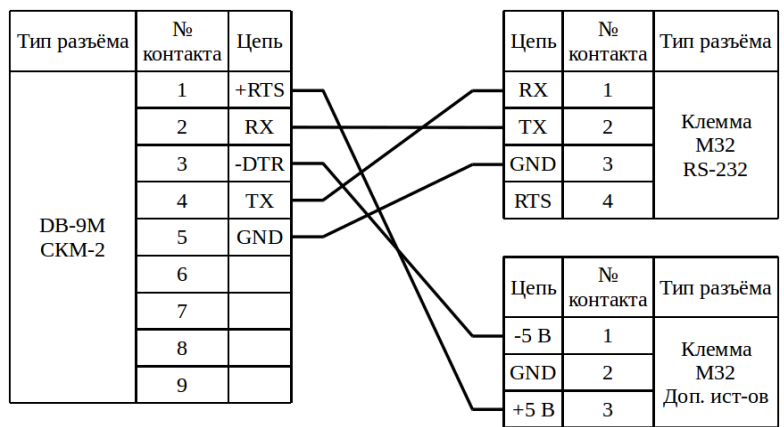 Тип разъёма
№
контакта
Цепь
DB-9M
СКМ-2
1 +RTS
2 RX
3 -DTR
4 TX
5 GND
6
7
8
9
Цепь
№
контакта
Тип разъёма
RX 1
TX 2
GND 3
RTS 4
Клемма
М32
RS-232
Цепь
№
контакта
Тип разъёма
-5 В 1
GND 2
+5 В 3
Клемма
М32
Доп. ист-ов